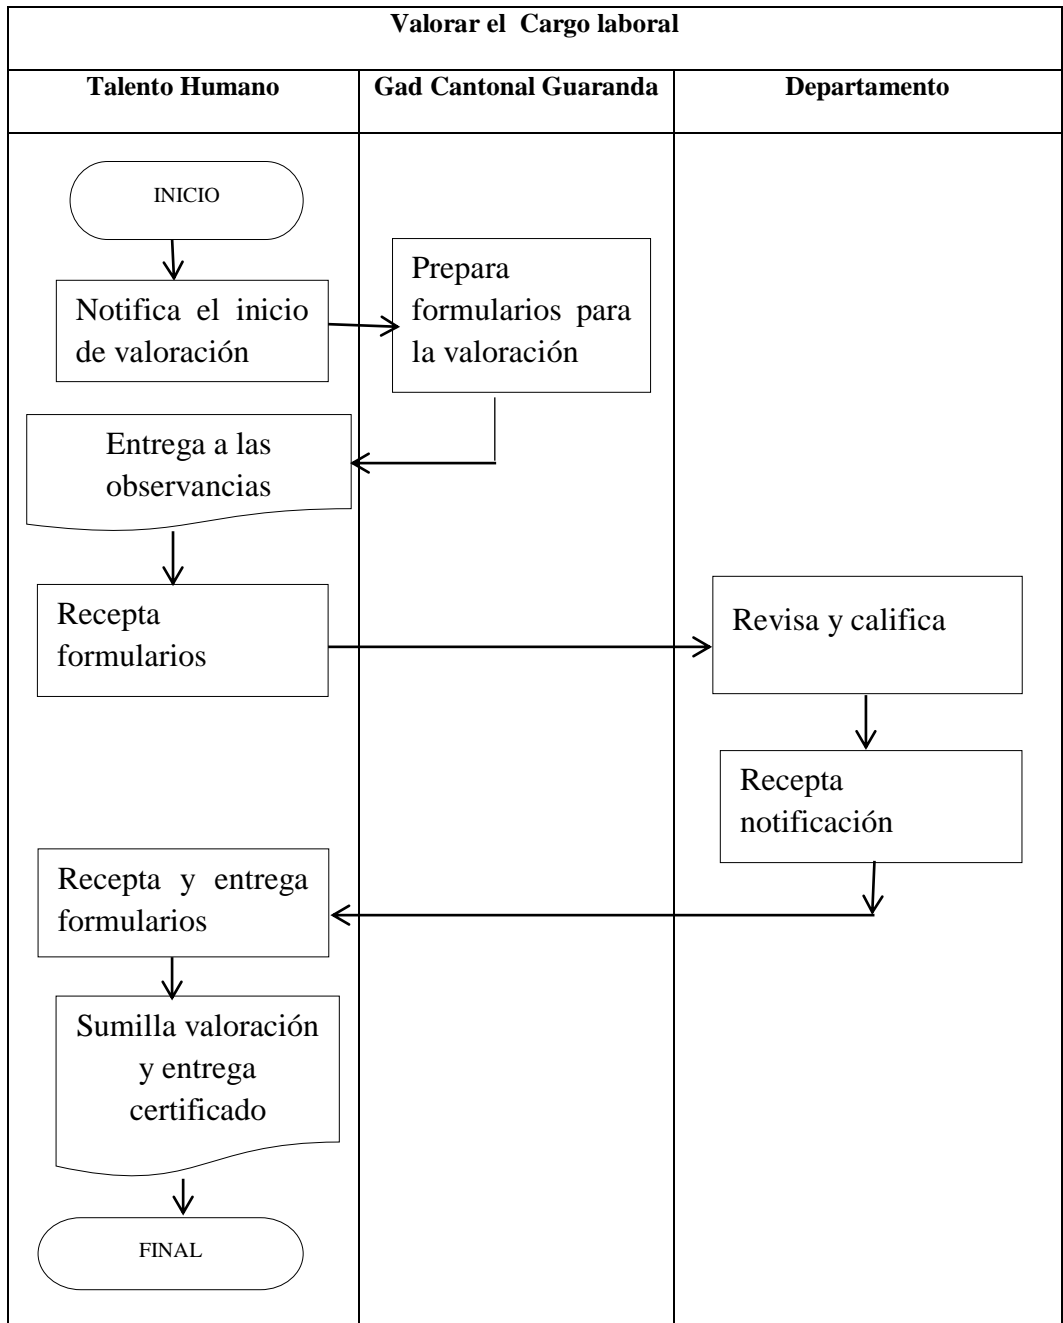 Valorar el Cargo laboral
Talento Humano
Gad Cantonal Guaranda
Departamento
INICIO
Notifica el inicio
de valoración
Prepara
formularios para
la valoración
Entrega a las
observancias
Recepta
formularios
Revisa y califica
Recepta
notificación
Recepta y entrega
formularios
Sumilla valoración
y entrega
certificado
FINAL